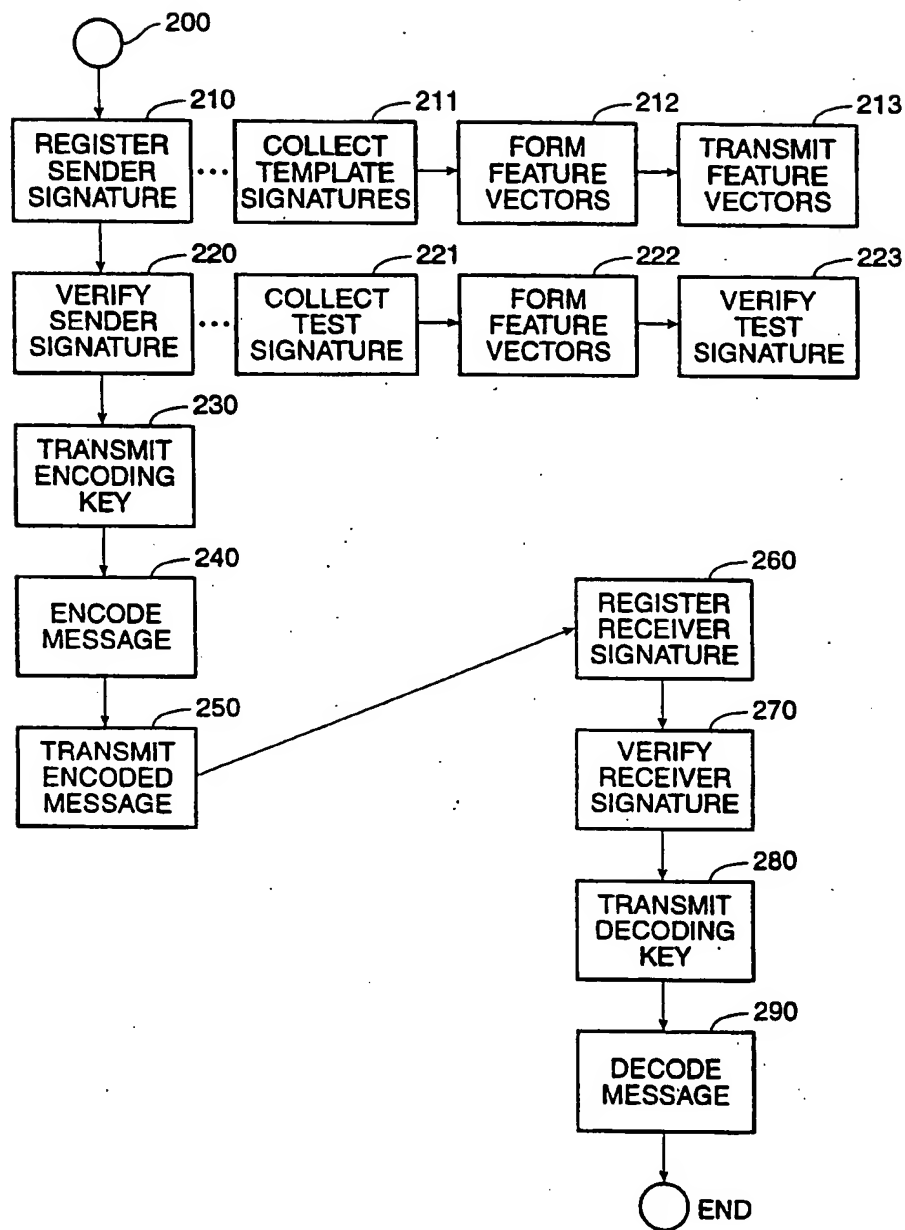 200
210
REGISTER
SENDER
SIGNATURE
211
COLLECT
TEMPLATE
SIGNATURES
212
FORM
FEATURE
VECTORS
213
TRANSMIT
FEATURE
VECTORS
220
VERIFY
SENDER
SIGNATURE
221
COLLECT
TEST
SIGNATURE
222
FORM
FEATURE
VECTORS
223
VERIFY
TEST
SIGNATURE
230
TRANSMIT
ENCODING
KEY
240
ENCODE
MESSAGE
250
TRANSMIT
ENCODED
MESSAGE
260
REGISTER
RECEIVER
SIGNATURE
270
VERIFY
RECEIVER
SIGNATURE
280
TRANSMIT
DECODING
KEY
290
DECODE
MESSAGE
END